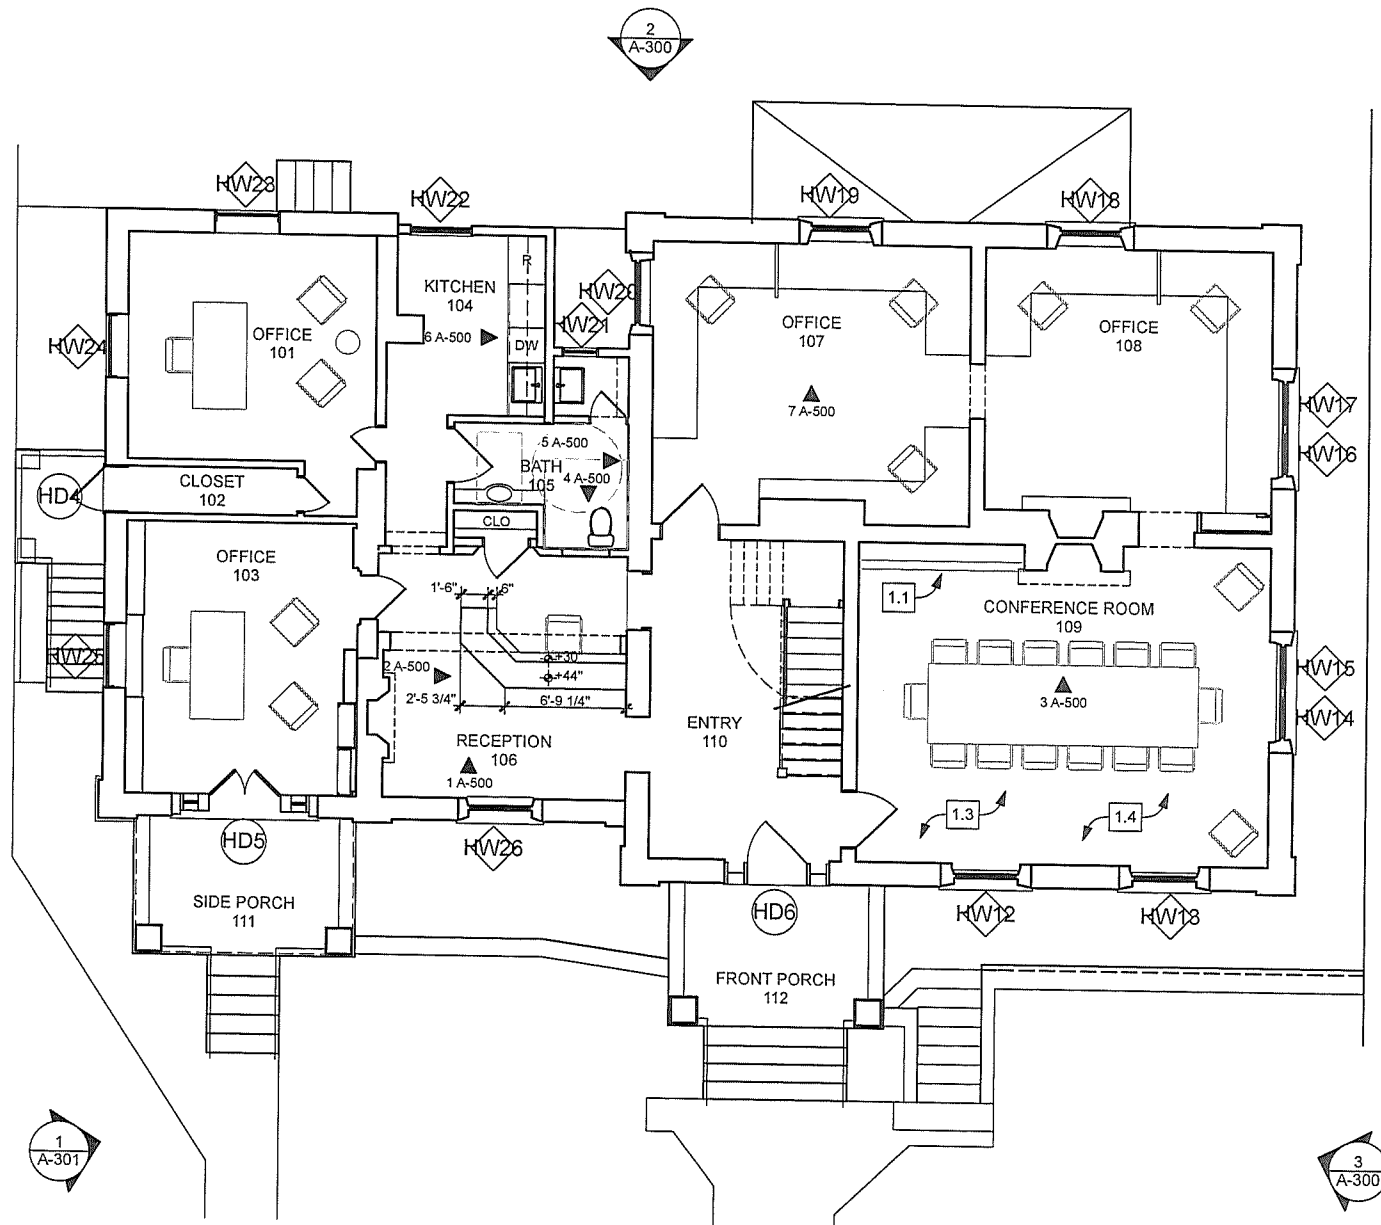 2
A-300
HW23
HW22
HW19
HW18
R
KITCHEN
104
HW20
HW21
OFFICE
101
6 A-500
DW
OFFICE
107
OFFICE
108
HW24
HW17
7 A-500
5 A-500
HW16
BATH
105
4 A-500
CLOSET
102
HD4
CLO
OFFICE
103
1'-6"
6"
1.1
CONFERENCE ROOM
109
HW25
2 A-500
+30"
+44"
HW15
2'-5 3/4"
6'-9 1/4"
3 A-500
HW14
ENTRY
110
RECEPTION
106
1 A-500
1.3
1.4
HD5
HW26
SIDE PORCH
111
HD6
HW12
HW13
FRONT PORCH
112
1
A-301
3
A-300